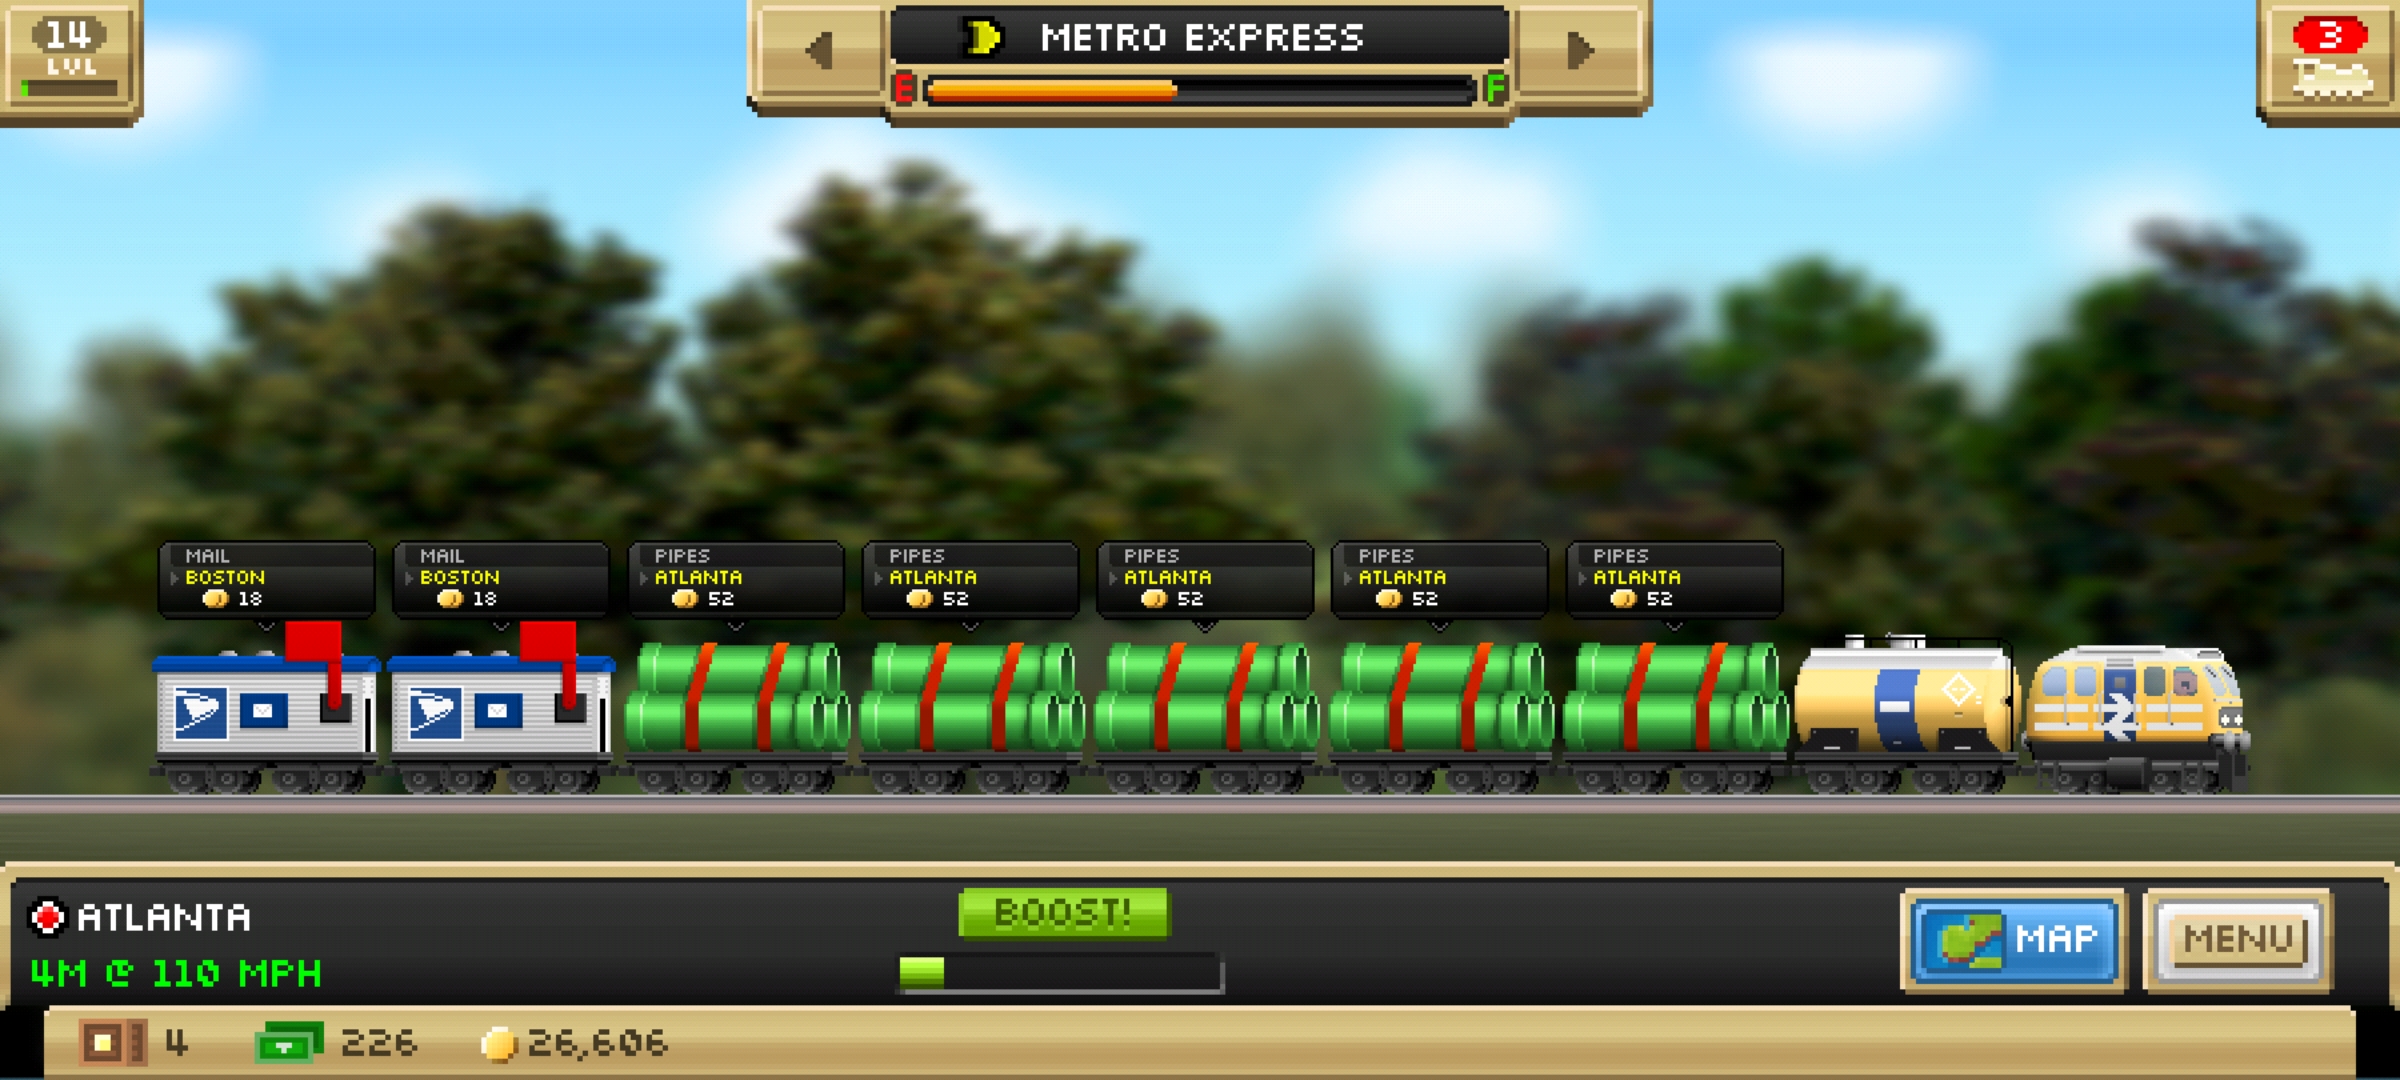 14
LVL
METRO EXPRESS
E F
3
MAIL
BOSTON
18
MAIL
BOSTON
18
PIPES
ATLANTA
52
PIPES
ATLANTA
52
PIPES
ATLANTA
52
PIPES
ATLANTA
52
PIPES
ATLANTA
52
ATLANTA
4M @ 110 MPH
BOOST!
MAP
MENU
4
226
26,606